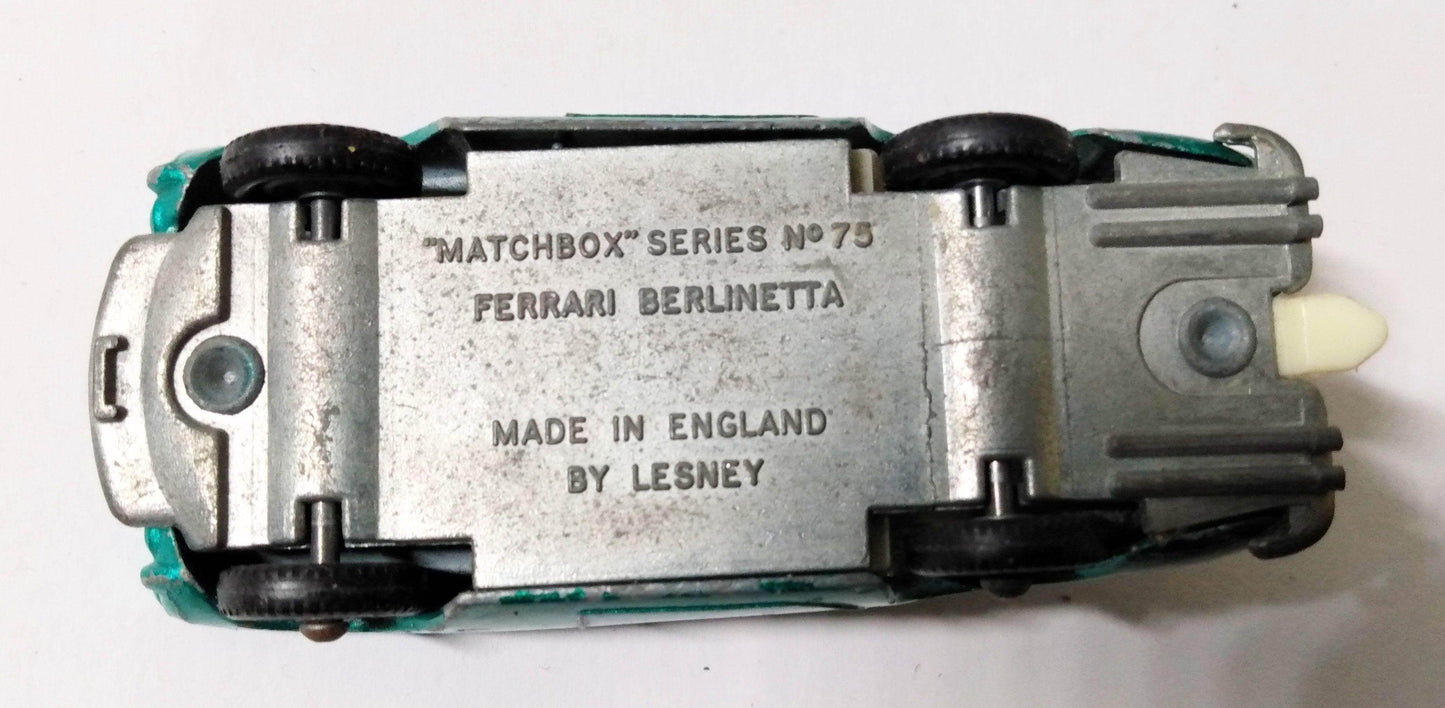 "MATCHBOX" SERIES Nº 75
FERRARI BERLINETTA
MADE IN ENGLAND
BY LESNEY